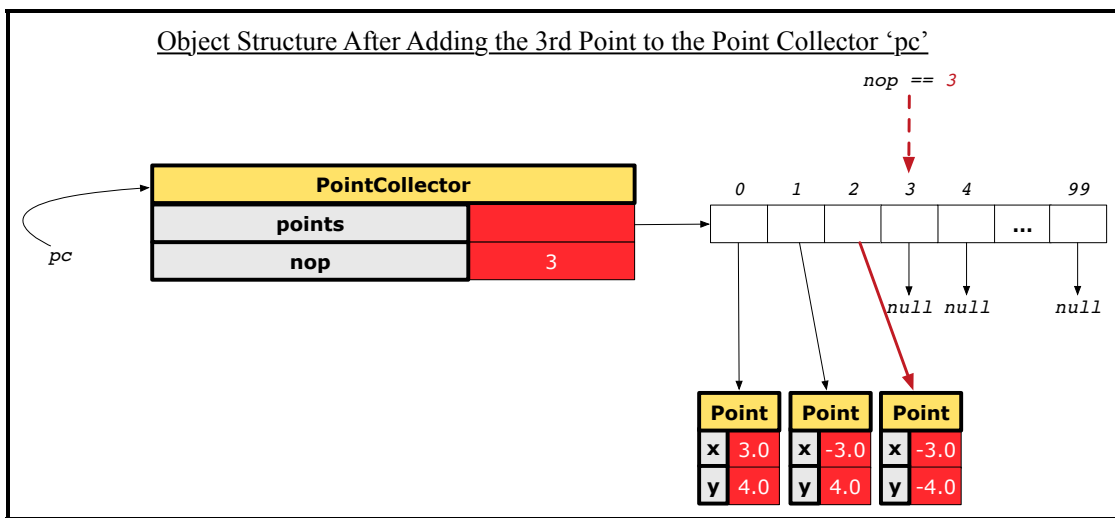 Object Structure After Adding the 3rd Point to the Point Collector ‘pc’
nop == 3
PointCollector
0 1 2 3 4 99
points
...
pc
nop 3
null null null
Point Point Point
x 3.0 x -3.0 x -3.0
y 4.0 y 4.0 y -4.0